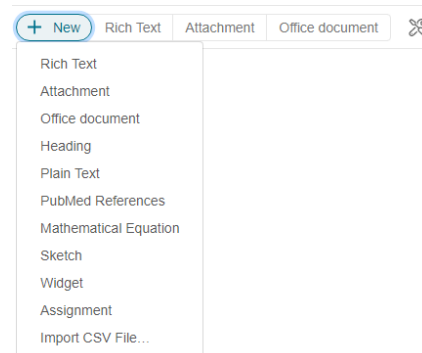 + New Rich Text Attachment Office document
Rich Text
Attachment
Office document
Heading
Plain Text
PubMed References
Mathematical Equation
Sketch
Widget
Assignment
Import CSV File...